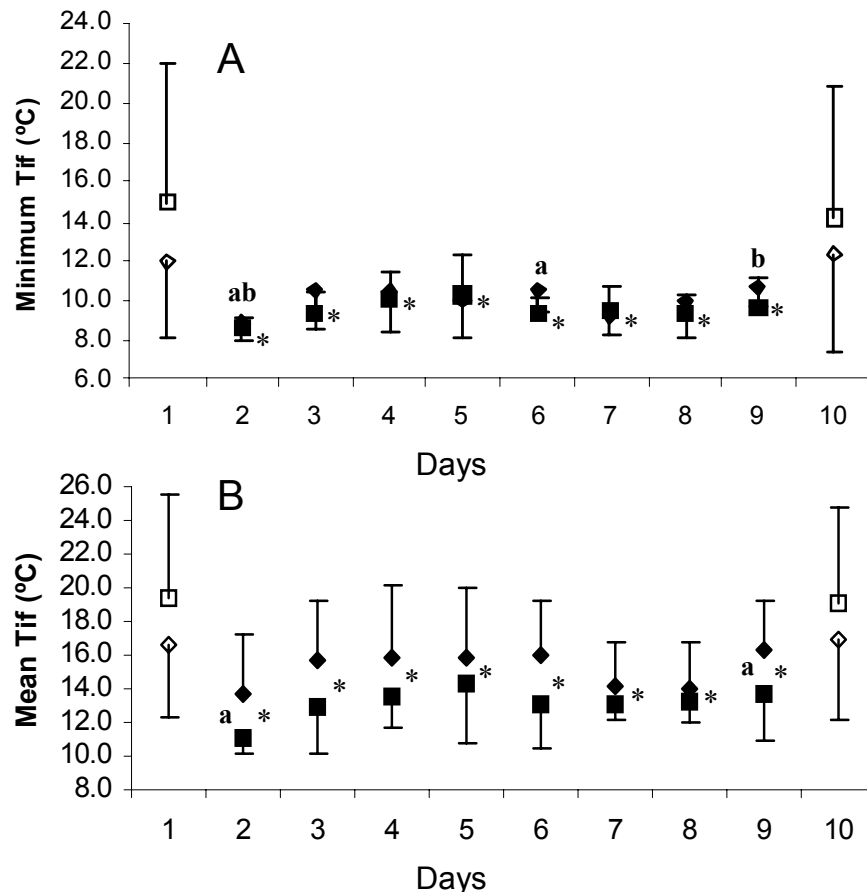 A
Minimum Tif (ºC)
24.0
22.0
20.0
18.0
16.0
14.0
12.0
10.0
8.0
6.0
ab
a
b
* * * * * * * *
1 2 3 4 5 6 7 8 9 10
Days
B
Mean Tif (ºC)
26.0
24.0
22.0
20.0
18.0
16.0
14.0
12.0
10.0
8.0
a
a
* * * * * * * *
1 2 3 4 5 6 7 8 9 10
Days